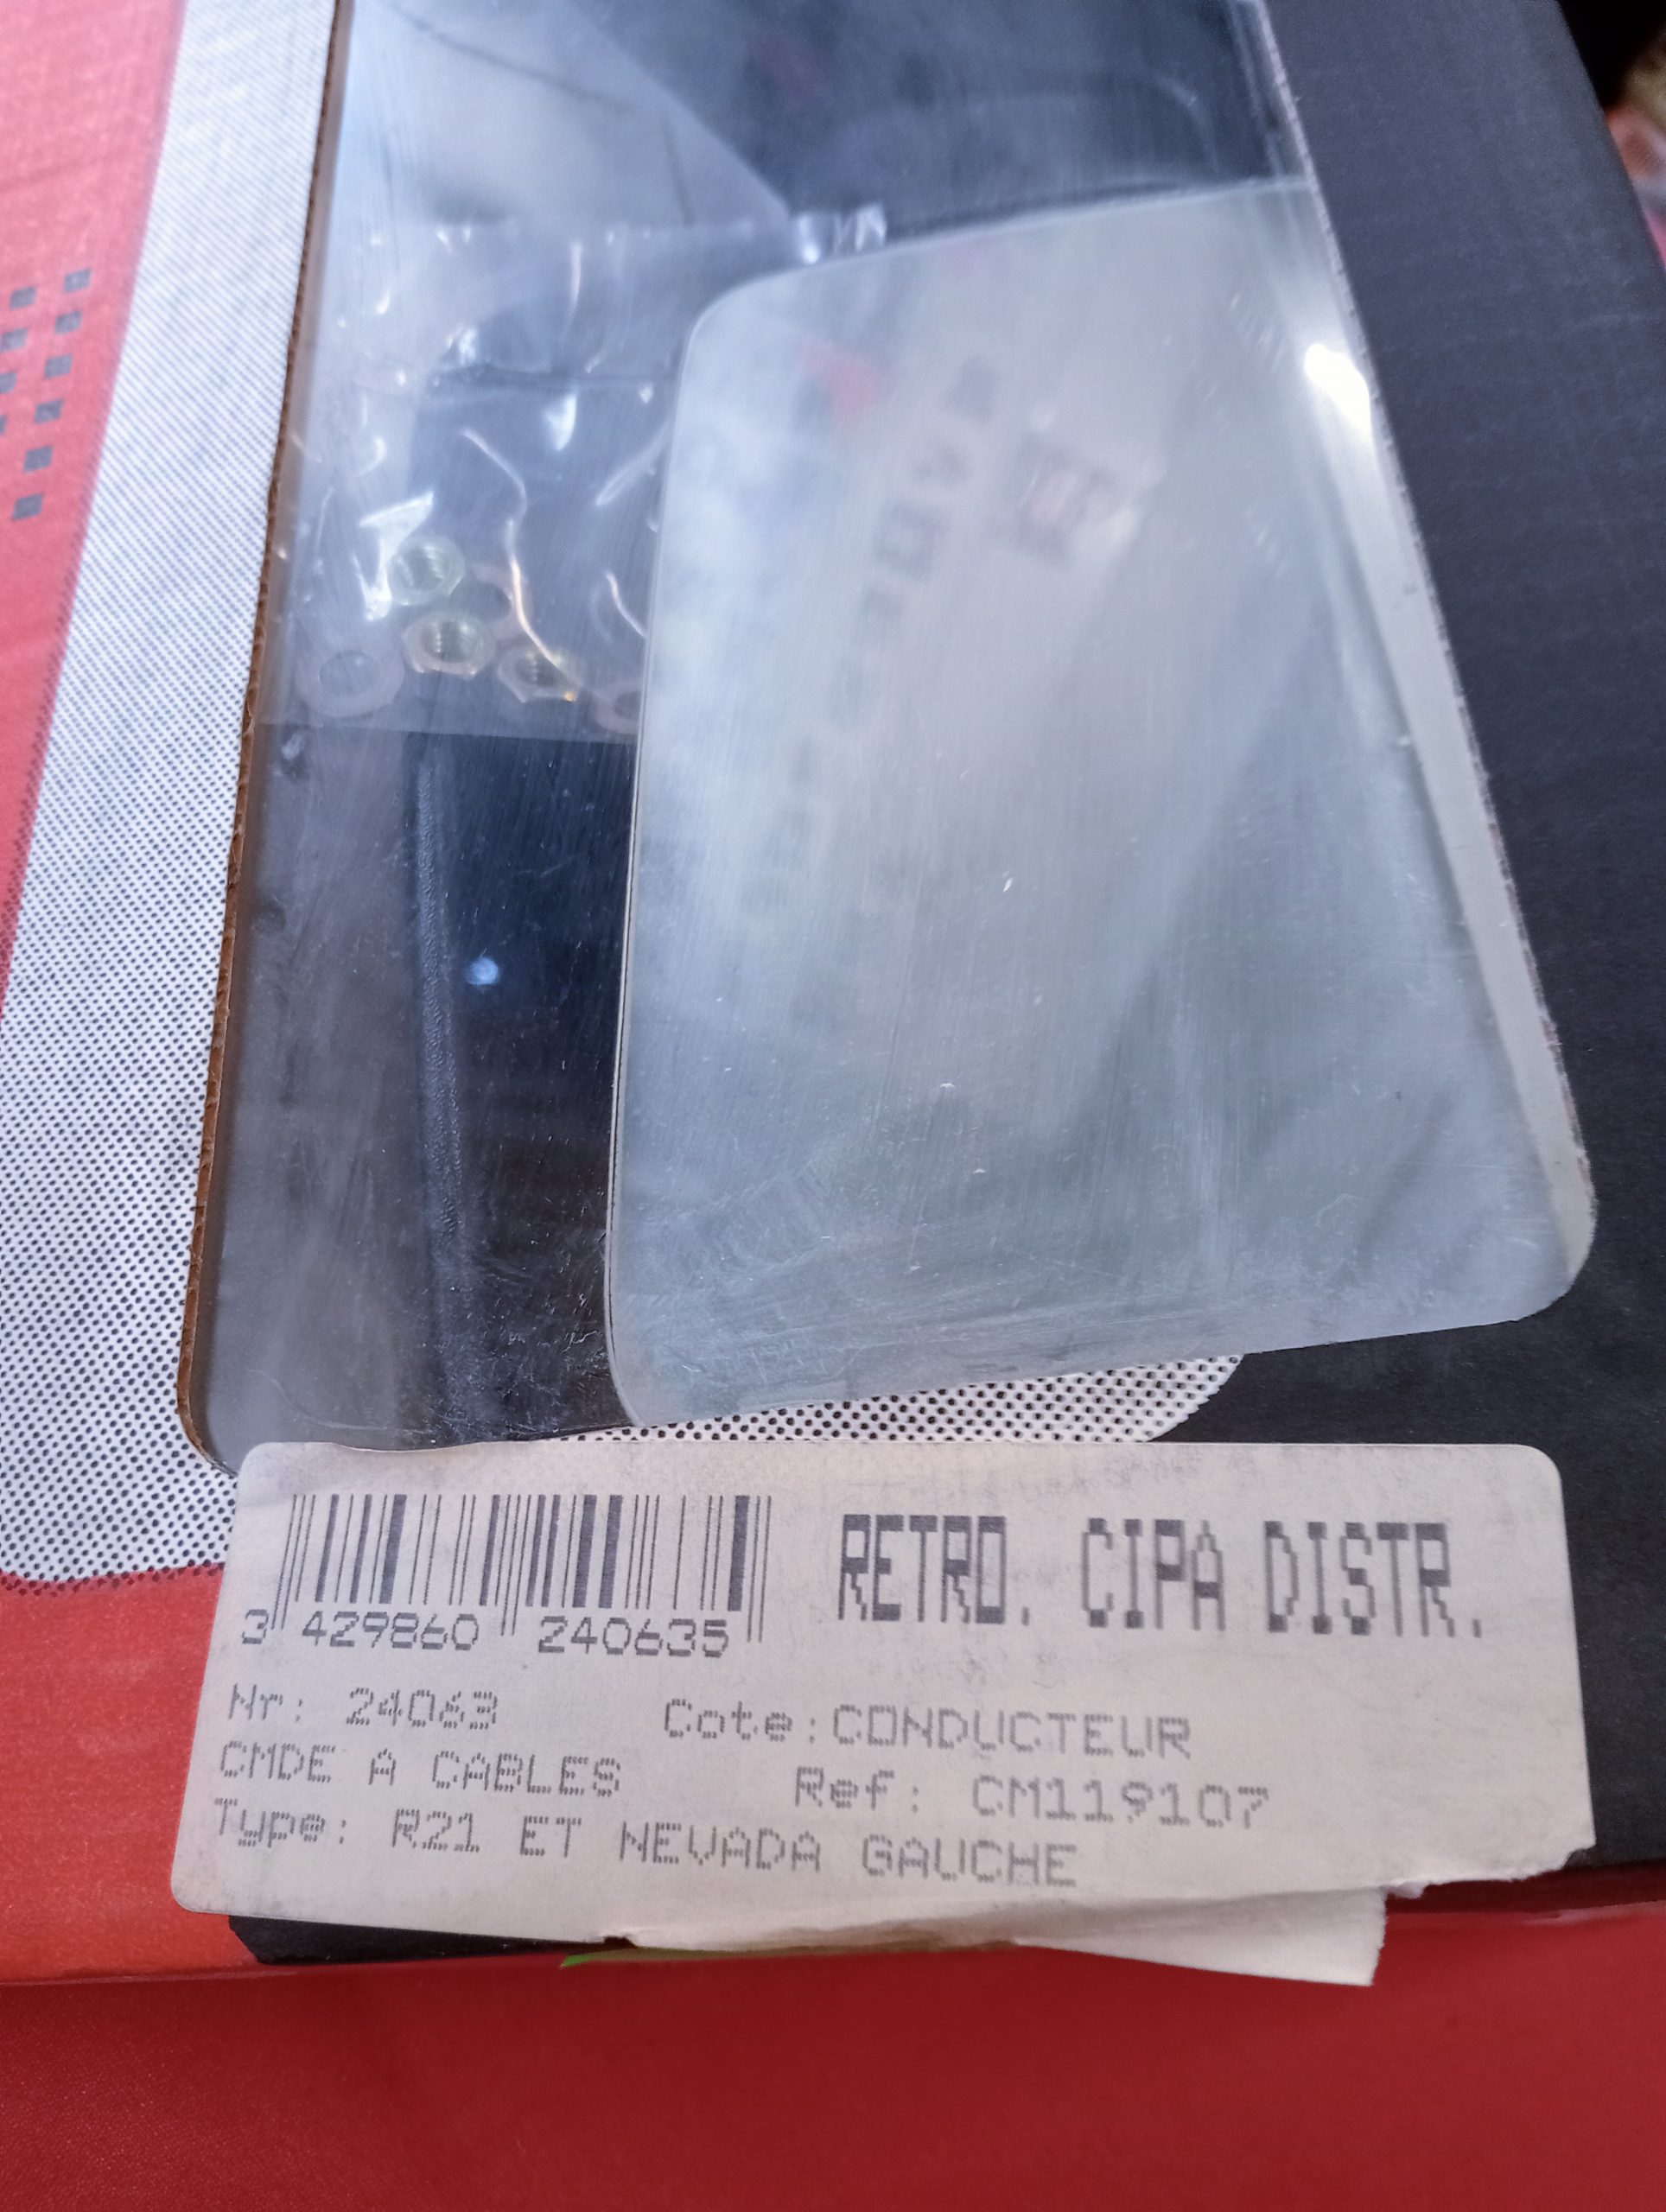 RETRO. CIPA DISTR.
3 429860 240635
Nr: 24063 Cote:CONDUCTEUR
CMDE A CABLES Ref: CM119107
Type: R21 ET NEVADA GAUCHE